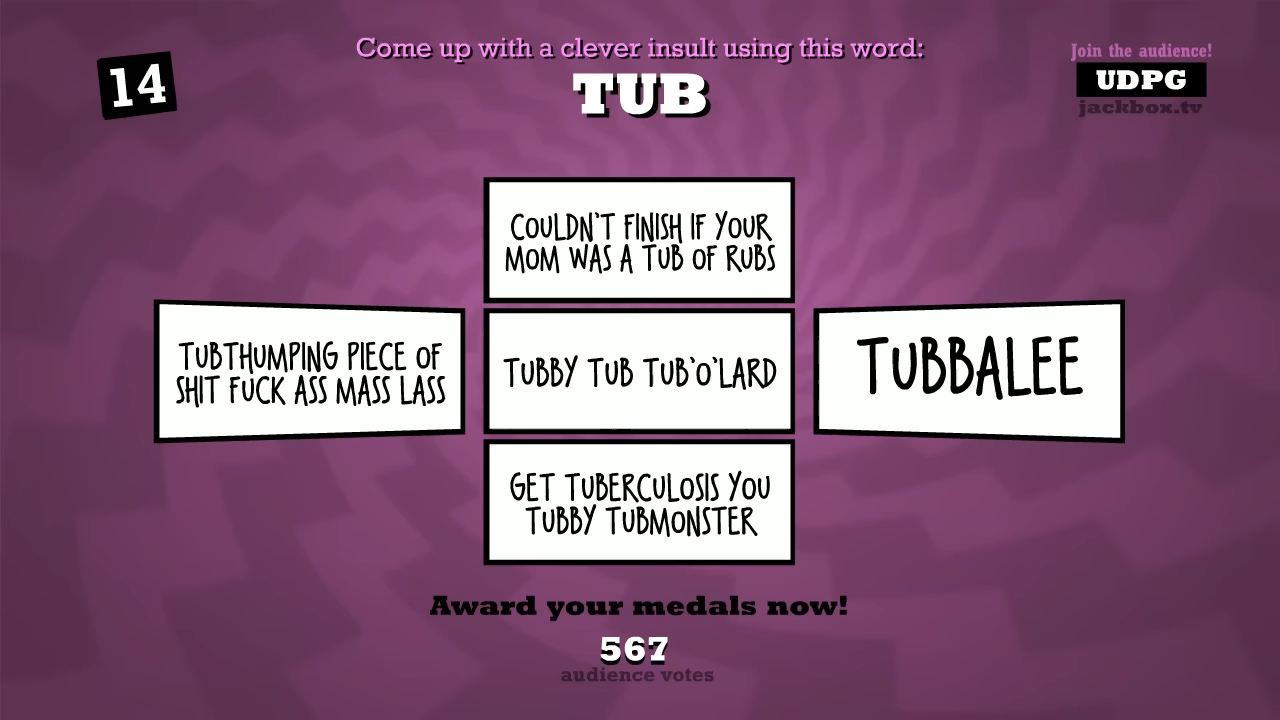 14
Come up with a clever insult using this word:
TUB
Join the audience!
UDPG
jackbox.tv
COULDN'T FINISH IF YOUR
MOM WAS A TUB OF RUBS
TUBTHUMPING PIECE OF
SHIT FUCK ASS MASS LASS
TUBBY TUB TUB'O'LARD
TUBBALEE
GET TUBERCULOSIS YOU
TUBBY TUBMONSTER
Award your medals now!
567
audience votes